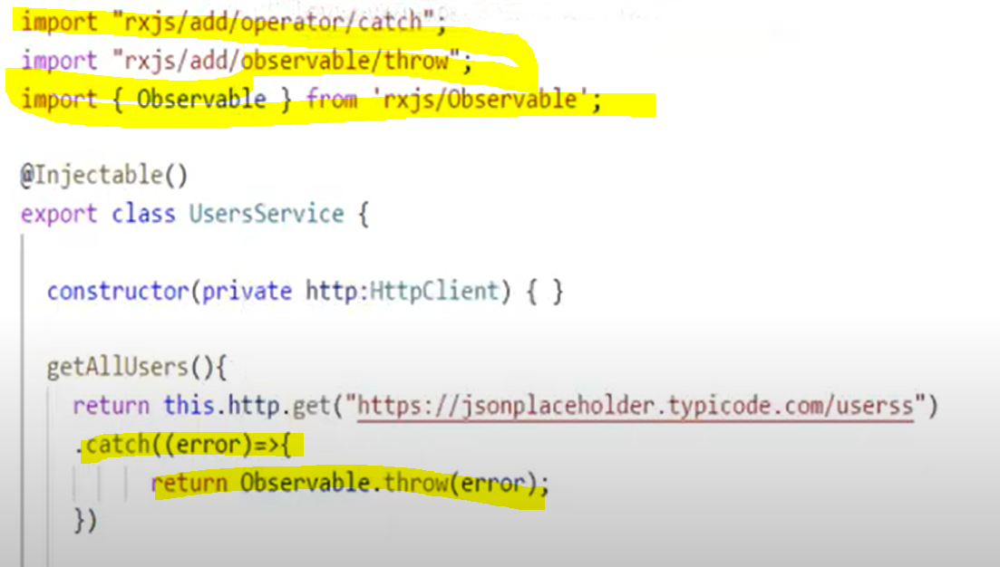 import "rxjs/add/operator/catch";
import "rxjs/add/observable/throw";
import { Observable } from 'rxjs/Observable';
@Injectable()
export class UsersService {
constructor(private http:HttpClient) { }
getAllUsers(){
return this.http.get("https://jsonplaceholder.typicode.com/userss")
.catch((error)=>{
return Observable.throw(error);
})